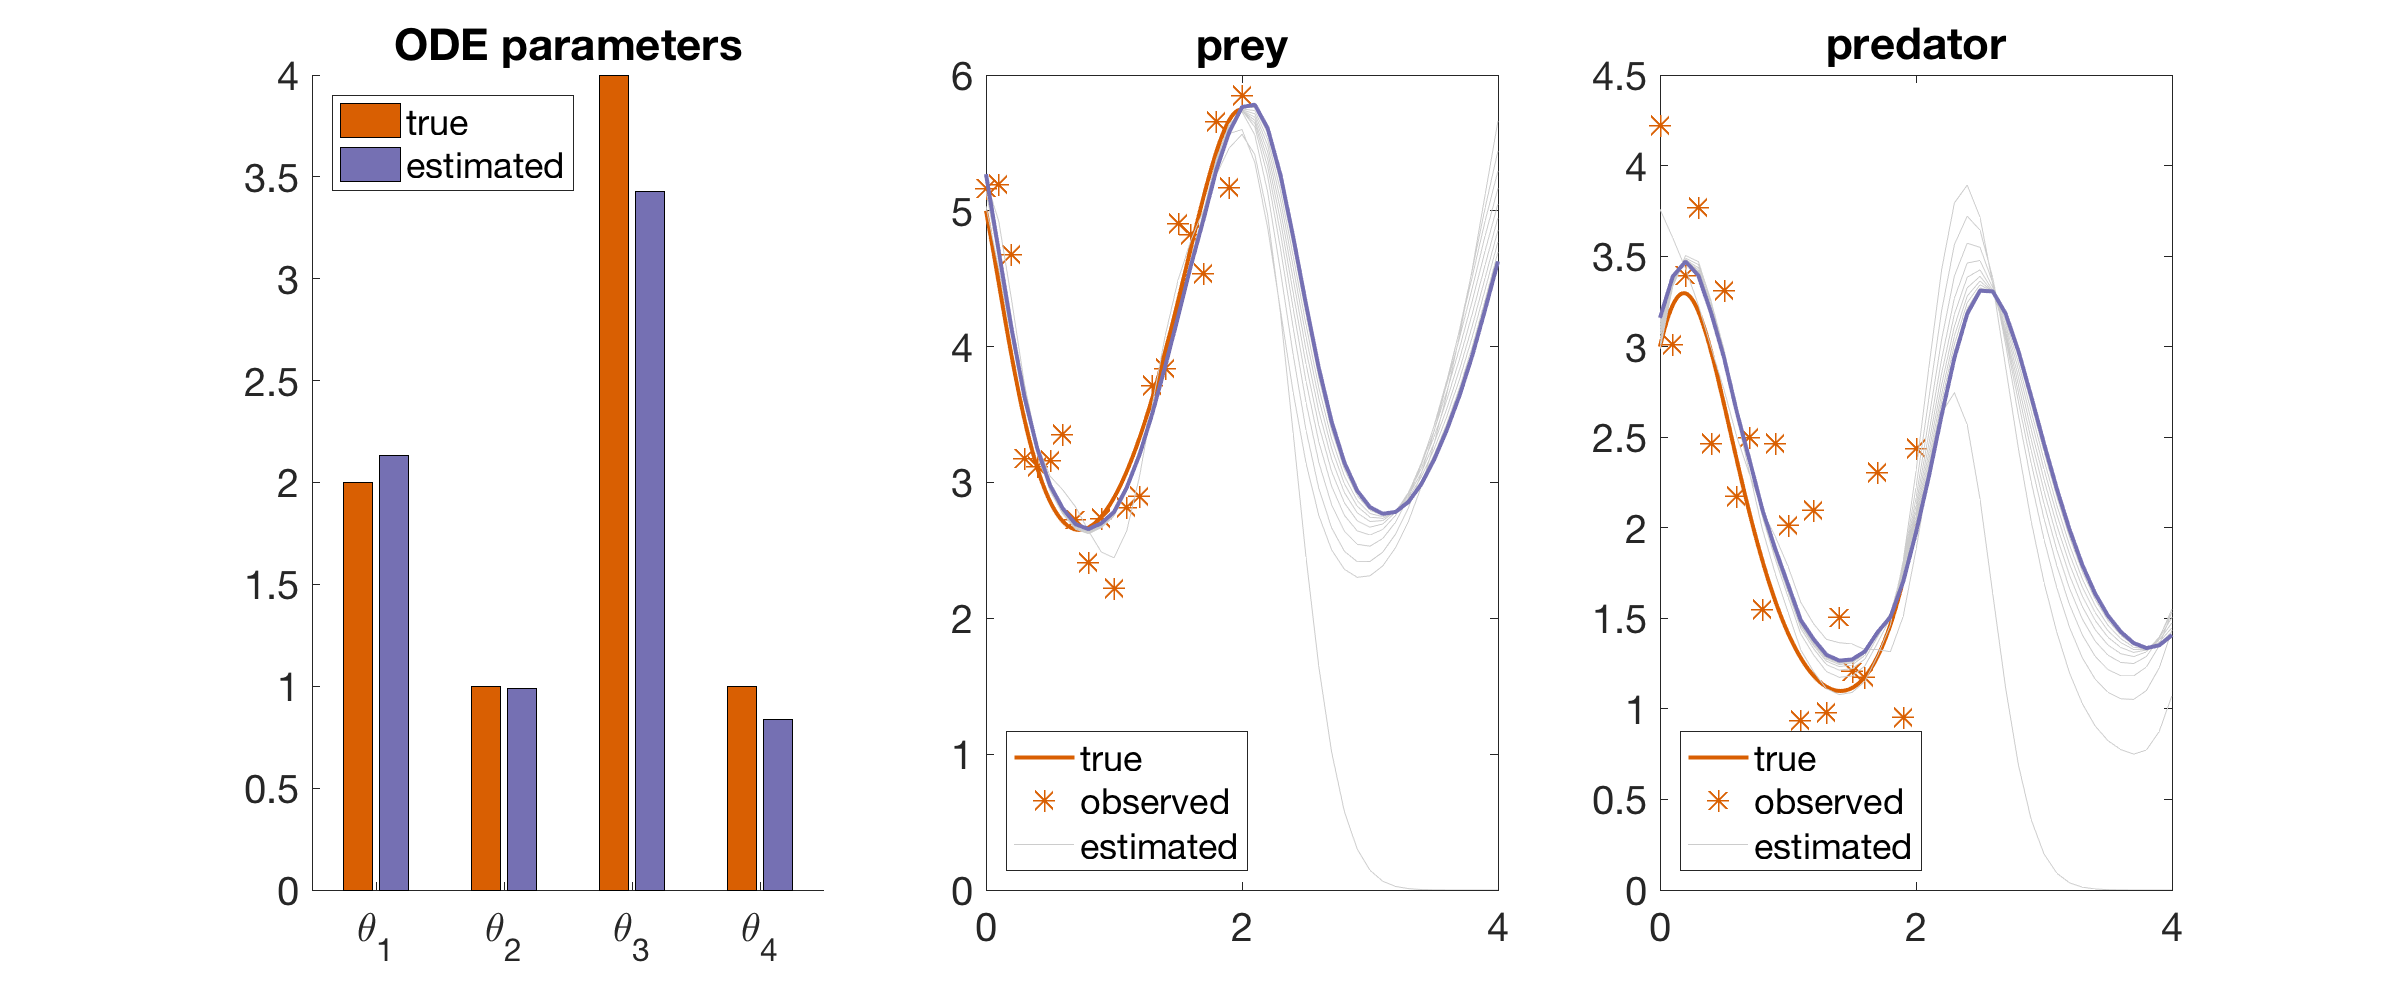 ODE parameters
4
3.5
3
2.5
2
1.5
1
0.5
0
true
estimated
θ1
θ2
θ3
θ4
prey
6
5
4
3
2
1
0
true
observed
estimated
0
2
4
predator
4.5
4
3.5
3
2.5
2
1.5
1
0.5
0
true
observed
estimated
0
2
4